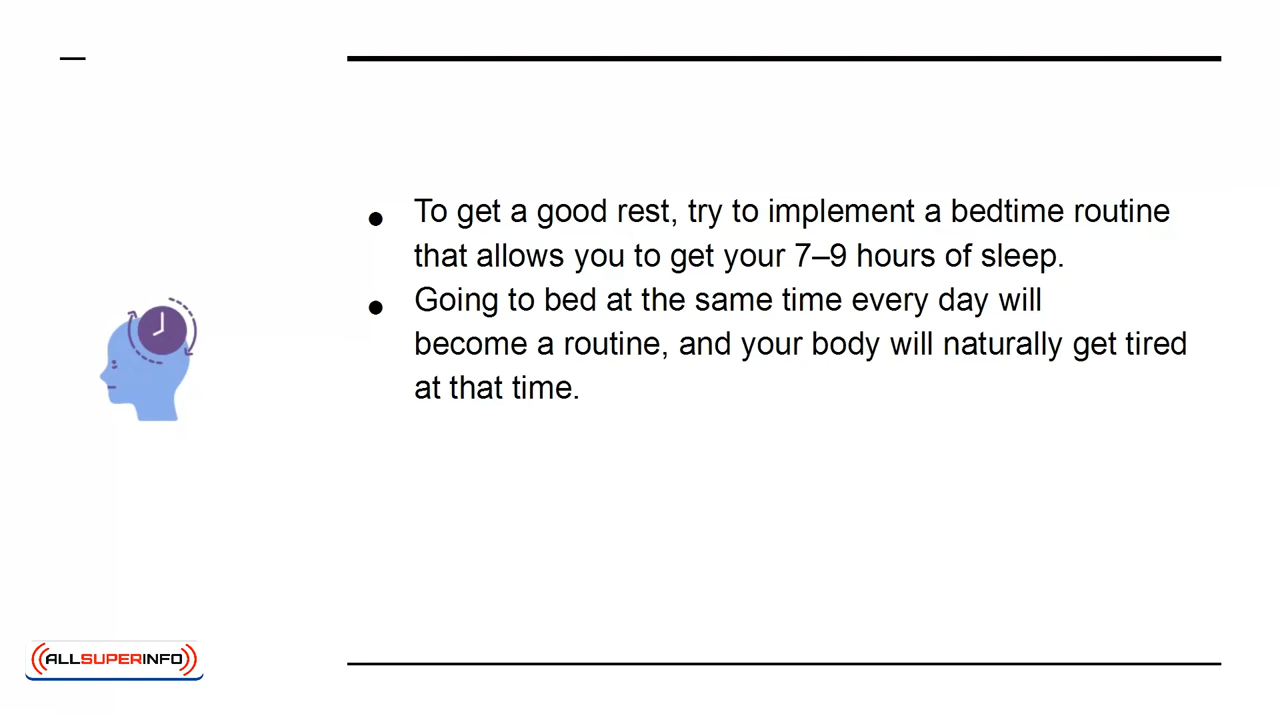 ● To get a good rest, try to implement a bedtime routine
that allows you to get your 7–9 hours of sleep.
● Going to bed at the same time every day will
become a routine, and your body will naturally get tired
at that time.
ALLSUPERINFO